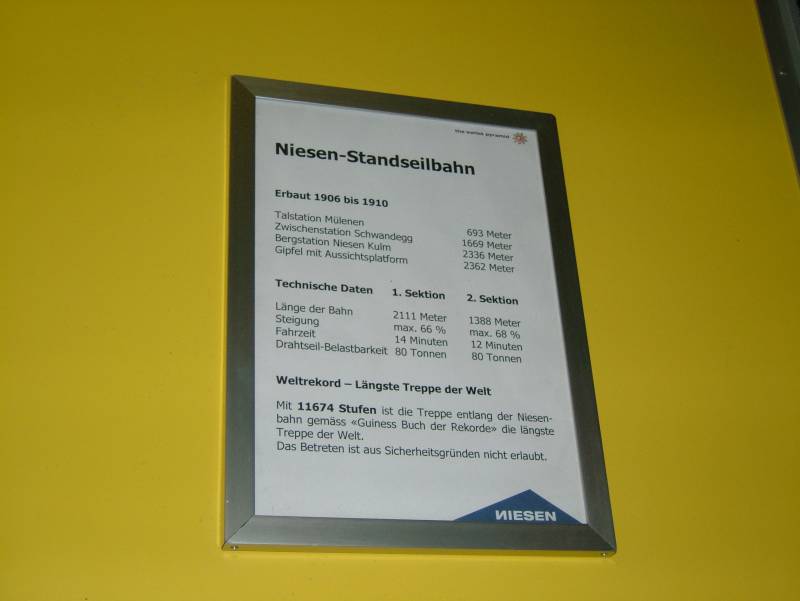 the swiss pyramid
Niesen-Standseilbahn
Erbaut 1906 bis 1910
Talstation Mülenen 693 Meter
Zwischenstation Schwandegg 1669 Meter
Bergstation Niesen Kulm 2336 Meter
Gipfel mit Aussichtsplatform 2362 Meter
Technische Daten 1. Sektion 2. Sektion
Länge der Bahn 2111 Meter 1388 Meter
Steigung max. 66 % max. 68 %
Fahrzeit 14 Minuten 12 Minuten
Drahtseil-Belastbarkeit 80 Tonnen 80 Tonnen
Weltrekord – Längste Treppe der Welt
Mit 11674 Stufen ist die Treppe entlang der Niesen-
bahn gemäss «Guiness Buch der Rekorde» die längste
Treppe der Welt.
Das Betreten ist aus Sicherheitsgründen nicht erlaubt.
NIESEN